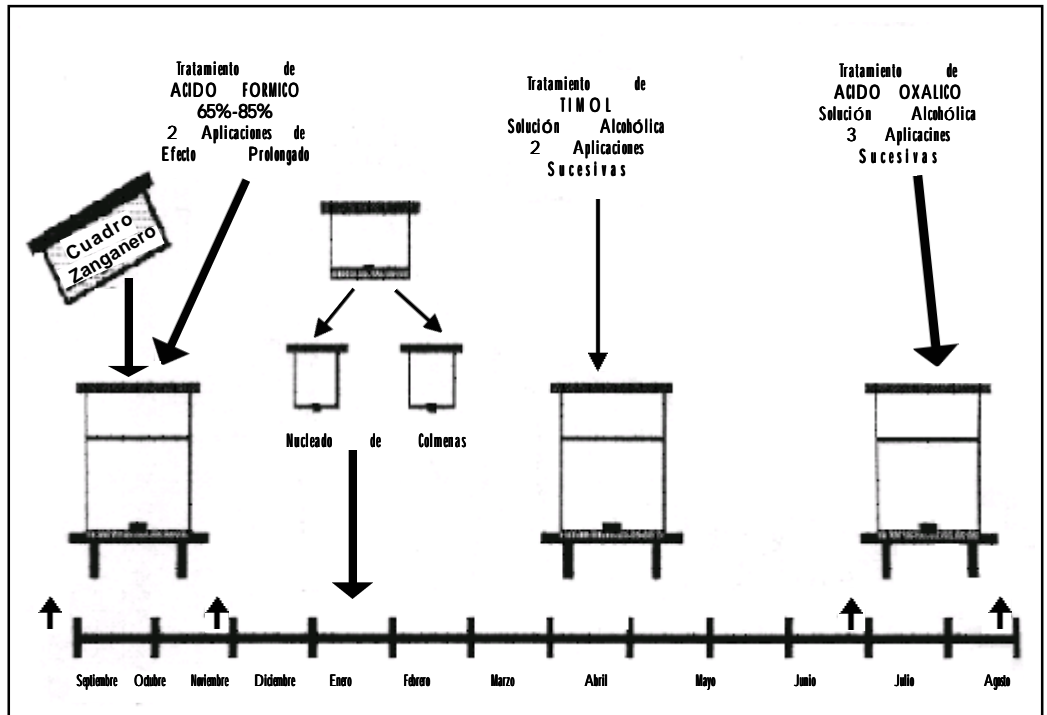 Tratamiento de
ACIDO FORMICO
65%-85%
2 Aplicaciones de
Efecto Prolongado
Cuadro
Zanganero
Nucleado de Colmenas
Tratamiento de
TIMOL
Solución Alcohólica
2 Aplicaciones
Sucesivas
Tratamiento de
ACIDO OXALICO
Solución Alcohólica
3 Aplicacines
Sucesivas
Septiembre Octubre Noviembre Didembre Enero Febrero Marzo Abril Mayo Junio Julio Agosto